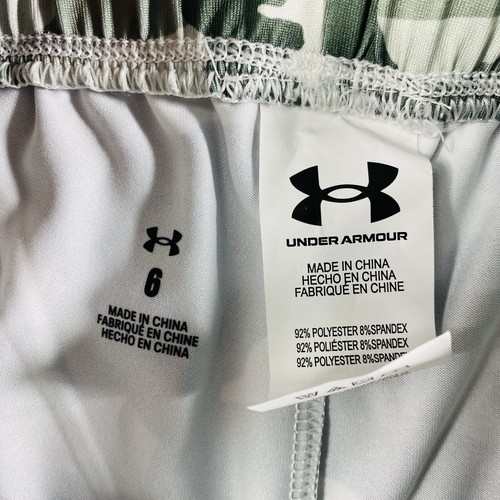 6
MADE IN CHINA
FABRIQUÉ EN CHINE
HECHO EN CHINA
UNDER ARMOUR
MADE IN CHINA
HECHO EN CHINA
FABRIQUÉ EN CHINE
92% POLYESTER 8%SPANDEX
92% POLIÉSTER 8%SPANDEX
92% POLYESTER 8%SPANDEX